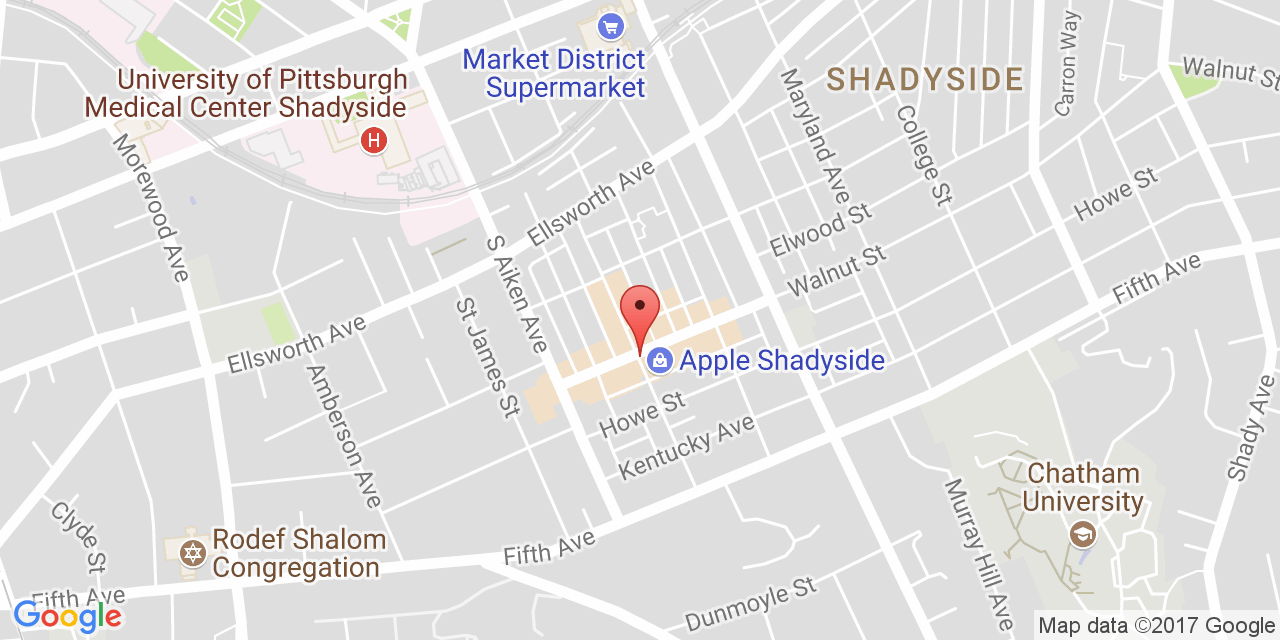 Market District
Supermarket
SHADYSIDE
Carron Way
Walnut St
University of Pittsburgh
Medical Center Shadyside
H
Maryland Ave
College St
Morewood Ave
Ellsworth Ave
Howe St
Elwood St
Walnut St
S Aiken Ave
Fifth Ave
St James St
Ellsworth Ave
Apple Shadyside
Amberson Ave
Howe St
Kentucky Ave
Shady Ave
Chatham
University
Murray Hill Ave
Clyde St
Rodef Shalom
Congregation
Fifth Ave
Dunmoyle St
Fifth Ave
Google
Map data ©2017 Google